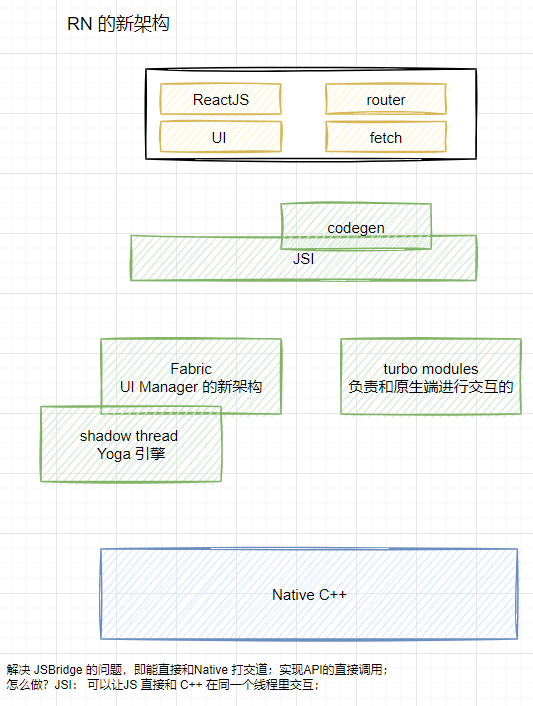 RN 的新架构
ReactJS
router
UI
fetch
codegen
JSI
Fabric
UI Manager 的新架构
turbo modules
负责和原生端进行交互的
shadow thread
Yoga 引擎
Native C++
解决 JSBridge 的问题，即能直接和Native 打交道；实现API的直接调用；
怎么做？JSI： 可以让JS 直接和 C++ 在同一个线程里交互；